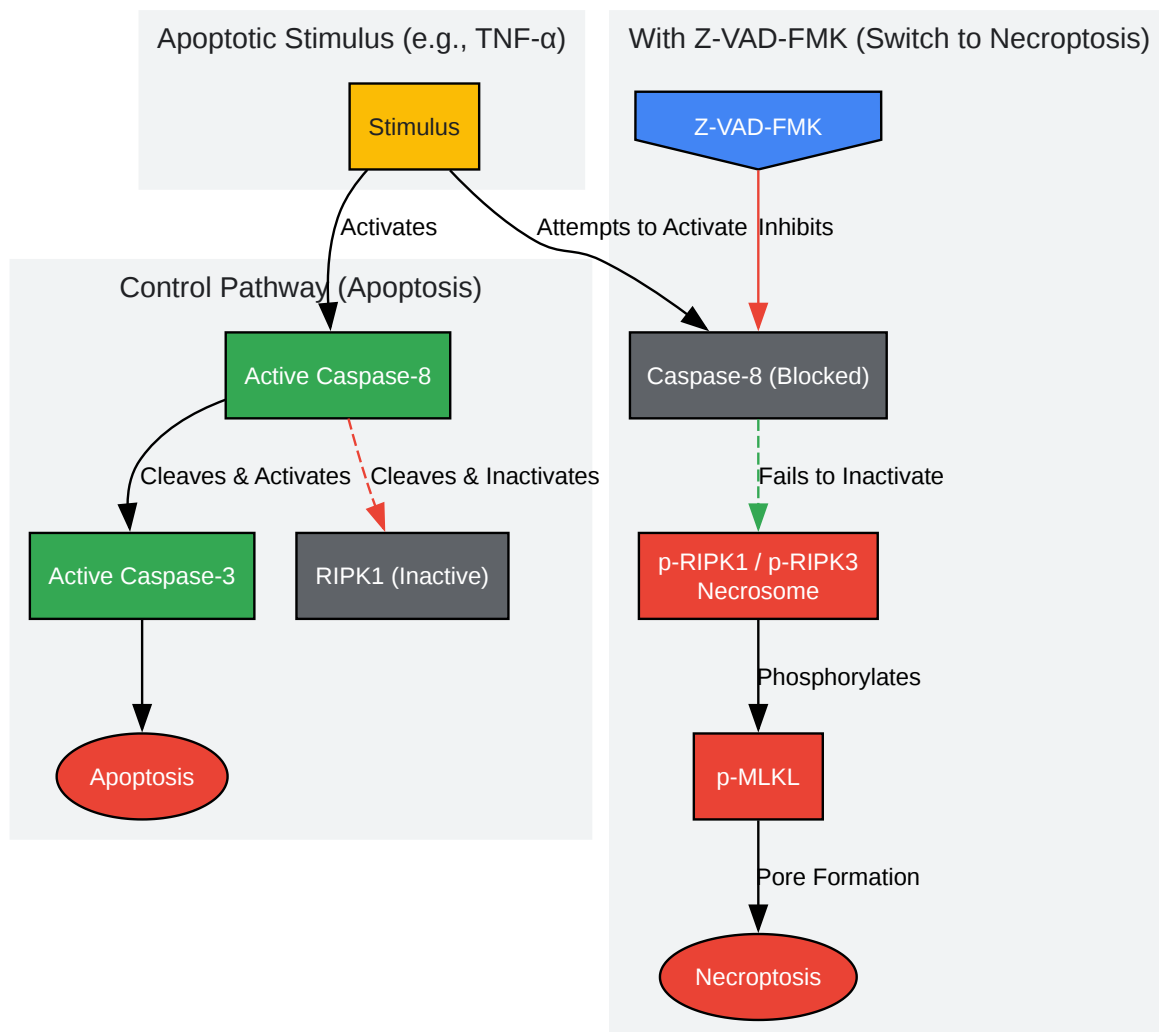 Apoptotic Stimulus (e.g., TNF-α)
With Z-VAD-FMK (Switch to Necroptosis)
Stimulus
Z-VAD-FMK
Activates
Attempts to Activate
Inhibits
Control Pathway (Apoptosis)
Active Caspase-8
Caspase-8 (Blocked)
Cleaves & Activates
Cleaves & Inactivates
Fails to Inactivate
Active Caspase-3
RIPK1 (Inactive)
p-RIPK1 / p-RIPK3
Necrosome
Phosphorylates
Apoptosis
p-MLKL
Pore Formation
Necroptosis